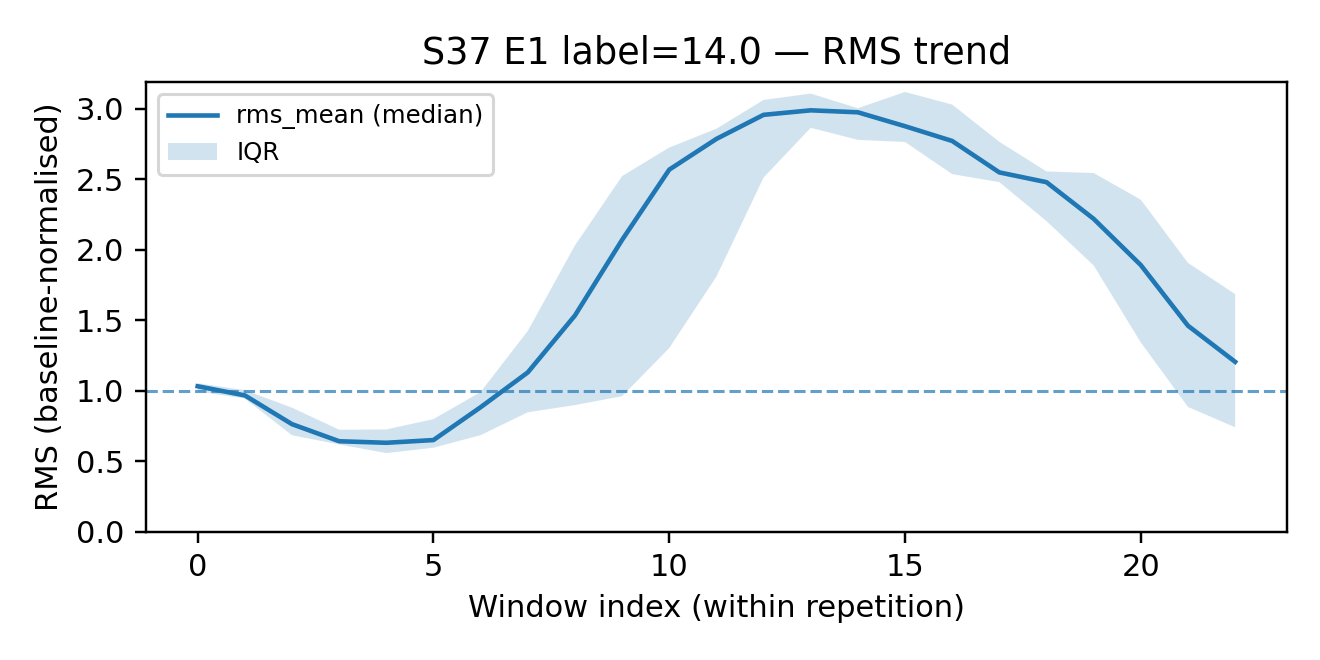 S37 E1 label=14.0 — RMS trend
rms_mean (median)
IQR
RMS (baseline-normalised)
3.0
2.5
2.0
1.5
1.0
0.5
0.0
0 5 10 15 20
Window index (within repetition)